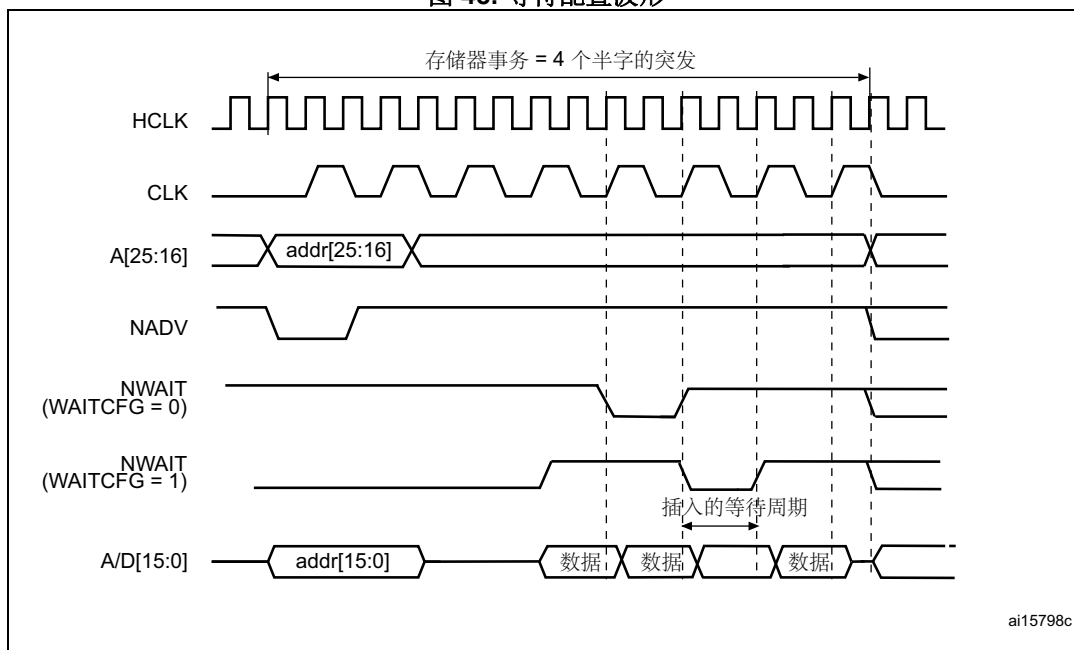 存储器事务 = 4 个半字的突发
HCLK
CLK
A[25:16]
addr[25:16]
NADV
NWAIT
(WAITCFG = 0)
NWAIT
(WAITCFG = 1)
插入的等待周期
A/D[15:0]
addr[15:0]
数据
数据
数据
ai15798c